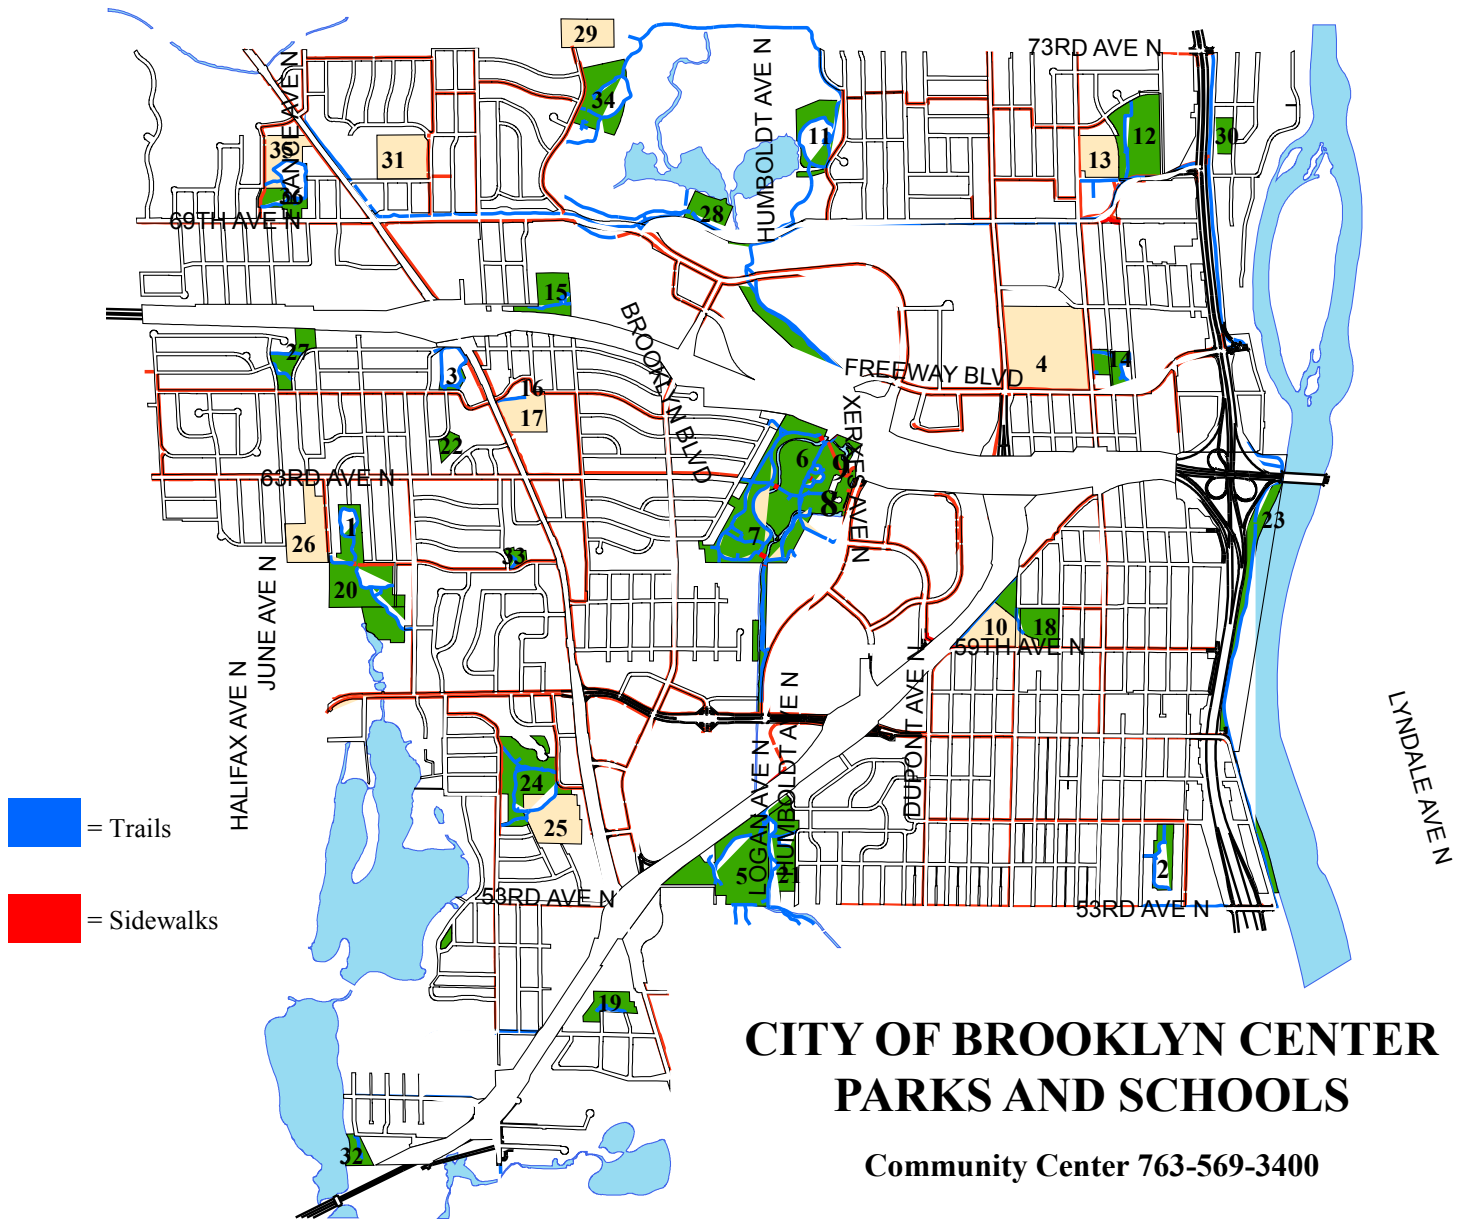 29
73RD AVE N
HUMBOLDT AVE N
34
11
12
30
35
31
13
36
28
69TH AVE N
15
BROOKLYN BLVD
27
3
16
17
FREEWAY BLVD
4
14
XERXES AVE N
22
63RD AVE N
6
9
8
7
23
1
26
33
20
JUNE AVE N
10
18
59TH AVE N
HALIFAX AVE N
LOGAN AVE N
HUMBOLDT AVE N
DUPONT AVE N
LYNDALE AVE N
24
25
= Trails
5
21
2
= Sidewalks
53RD AVE N
53RD AVE N
19
32
CITY OF BROOKLYN CENTER
PARKS AND SCHOOLS
Community Center 763-569-3400